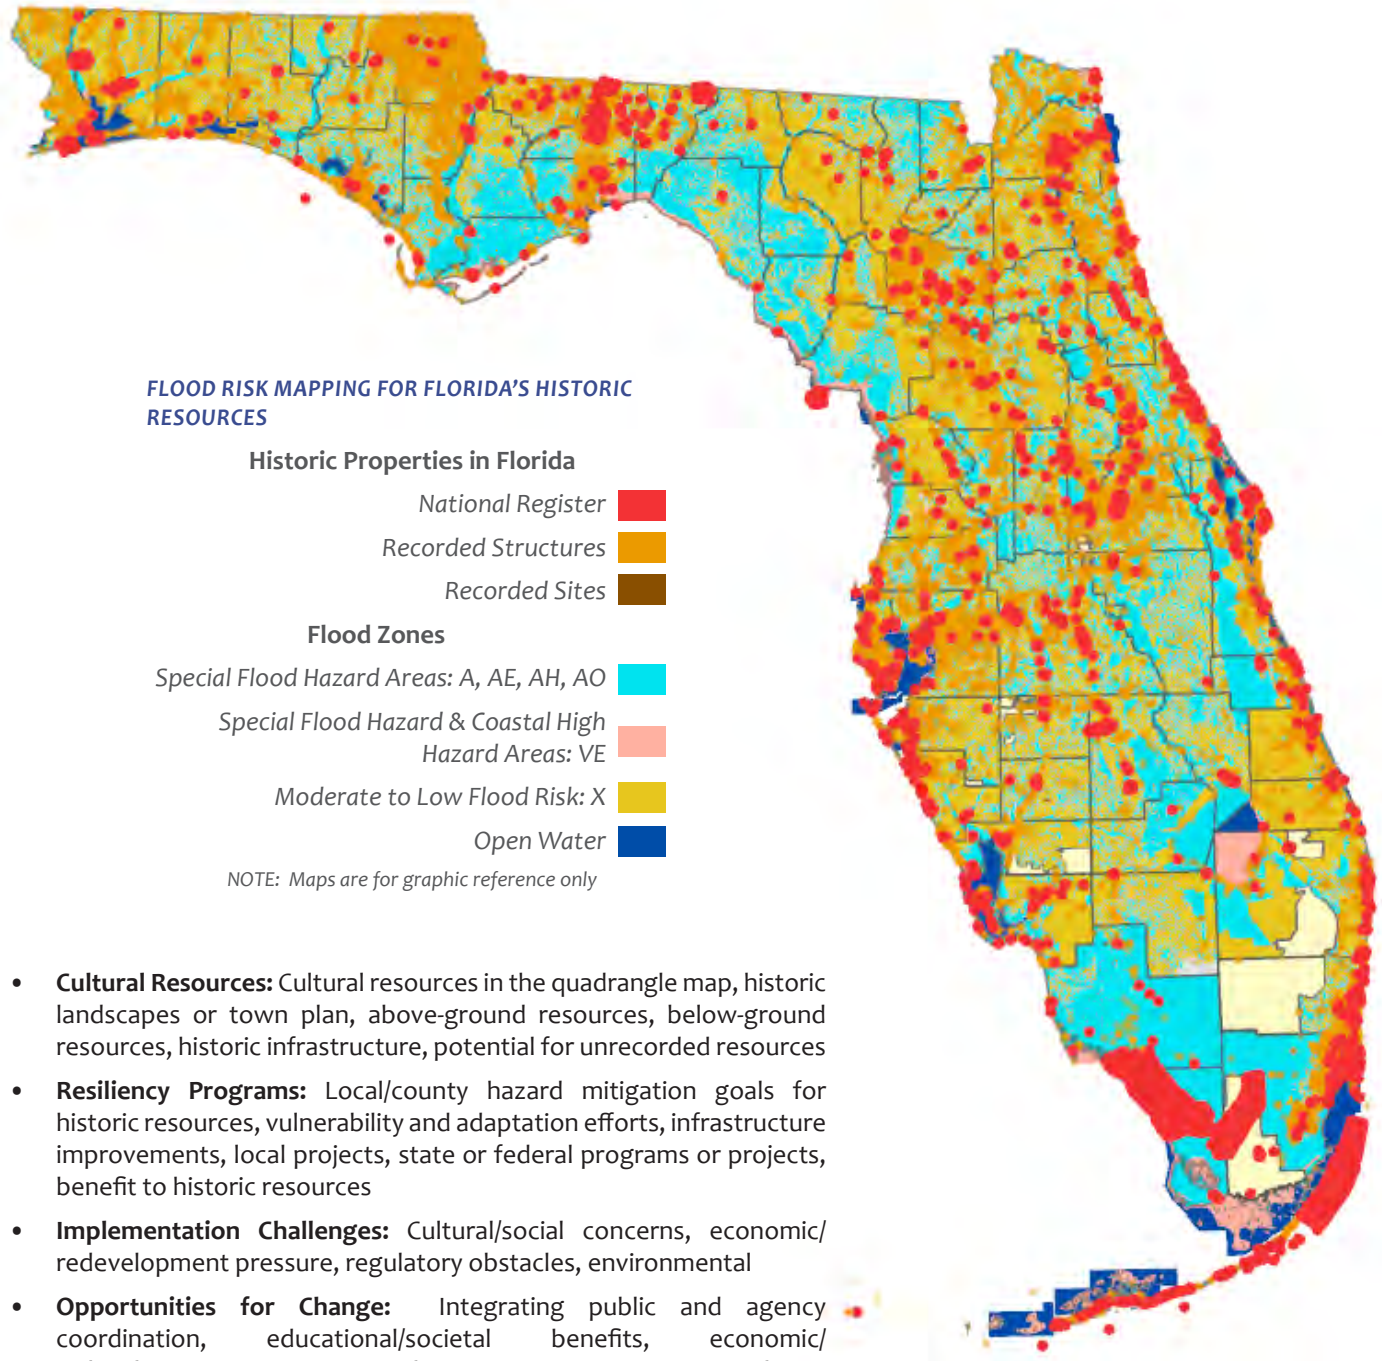 FLOOD RISK MAPPING FOR FLORIDA'S HISTORIC
RESOURCES
Historic Properties in Florida
National Register
Recorded Structures
Recorded Sites
Flood Zones
Special Flood Hazard Areas: A, AE, AH, AO
Special Flood Hazard & Coastal High
Hazard Areas: VE
Moderate to Low Flood Risk: X
Open Water
NOTE: Maps are for graphic reference only
• Cultural Resources: Cultural resources in the quadrangle map, historic
landscapes or town plan, above-ground resources, below-ground
resources, historic infrastructure, potential for unrecorded resources
• Resiliency Programs: Local/county hazard mitigation goals for
historic resources, vulnerability and adaptation efforts, infrastructure
improvements, local projects, state or federal programs or projects,
benefit to historic resources
• Implementation Challenges: Cultural/social concerns, economic/
redevelopment pressure, regulatory obstacles, environmental
• Opportunities for Change: Integrating public and agency
coordination, educational/societal benefits, economic/